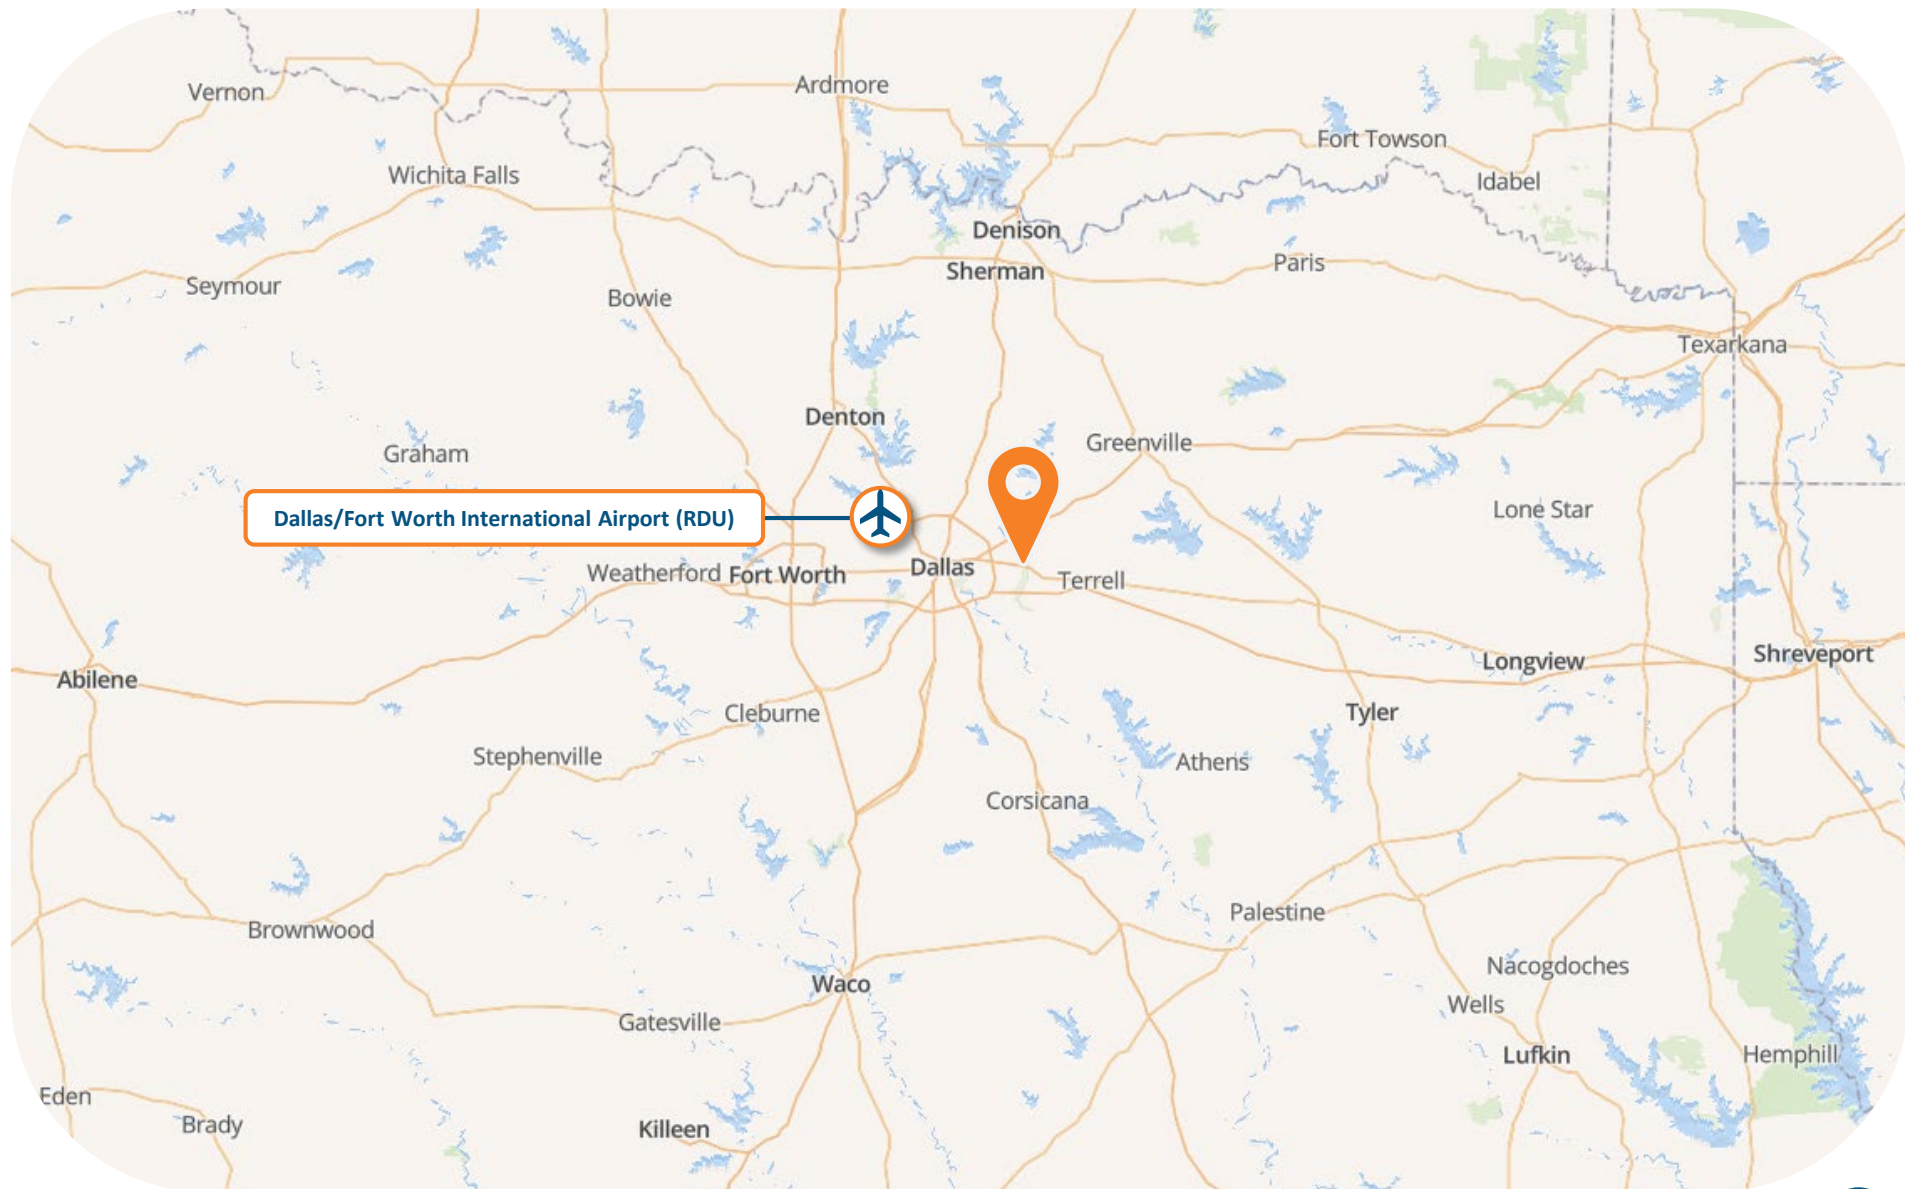 Ardmore
Vernon
Fort Towson
Wichita Falls
Idabel
Denison
Paris
Sherman
Seymour
Bowie
Texarkana
Denton
Greenville
Graham
Lone Star
Dallas/Fort Worth International Airport (RDU)
Dallas
Weatherford
Fort Worth
Terrell
Shreveport
Longview
Abilene
Tyler
Cleburne
Stephenville
Athens
Corsicana
Palestine
Brownwood
Nacogdoches
Waco
Wells
Gatesville
Lufkin
Hemphill
Eden
Brady
Killeen